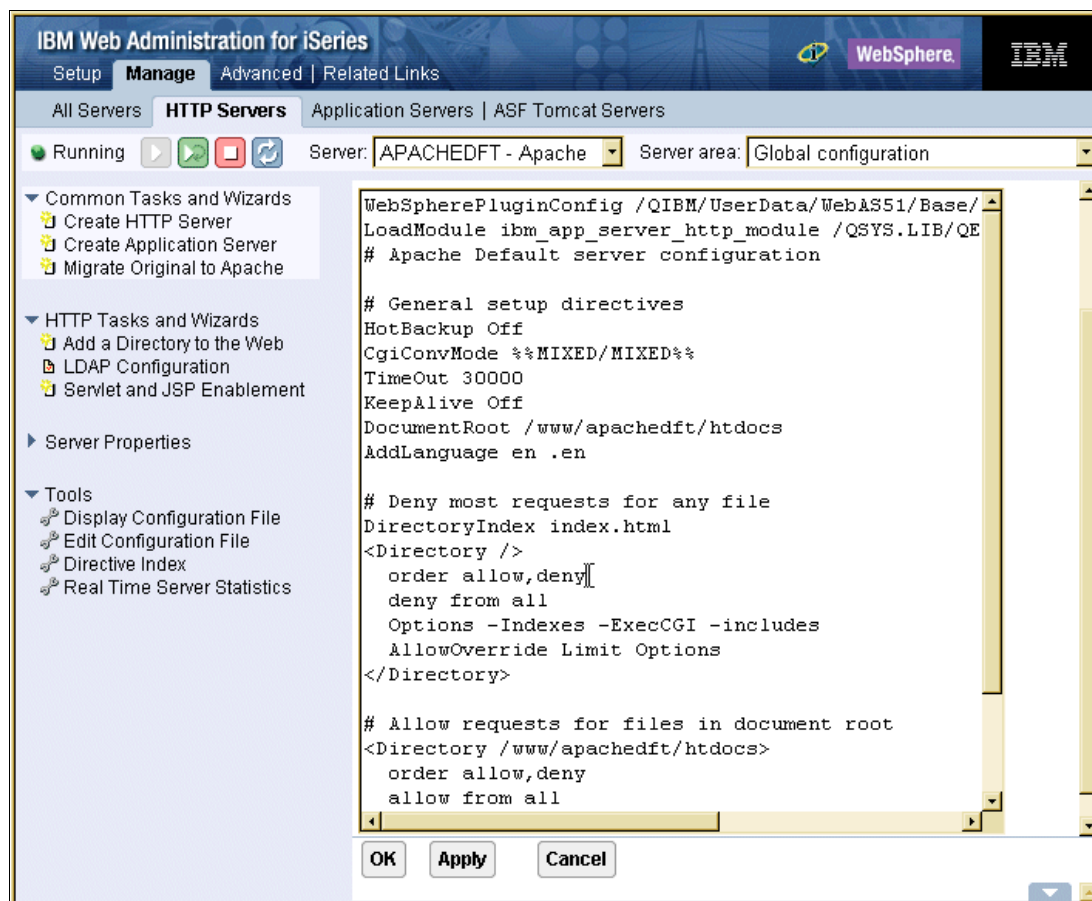 IBM Web Administration for iSeries
WebSphere.
IBM
Setup Manage Advanced | Related Links
All Servers HTTP Servers Application Servers | ASF Tomcat Servers
Running Server: APACHEDFT - Apache Server area: Global configuration
Common Tasks and Wizards
Create HTTP Server
Create Application Server
Migrate Original to Apache
HTTP Tasks and Wizards
Add a Directory to the Web
LDAP Configuration
Servlet and JSP Enablement
Server Properties
Tools
Display Configuration File
Edit Configuration File
Directive Index
Real Time Server Statistics
WebSpherePluginConfig /QIBM/UserData/WebAS51/Base/
LoadModule ibm_app_server_http_module /QSYS.LIB/QE
# Apache Default server configuration
# General setup directives
HotBackup Off
CgiConvMode %%MIXED/MIXED%%
TimeOut 30000
KeepAlive Off
DocumentRoot /www/apachedft/htdocs
AddLanguage en .en
# Deny most requests for any file
DirectoryIndex index.html
<Directory />
order allow,deny
deny from all
Options -Indexes -ExecCGI -includes
AllowOverride Limit Options
</Directory>
# Allow requests for files in document root
<Directory /www/apachedft/htdocs>
order allow,deny
allow from all
OK Apply Cancel